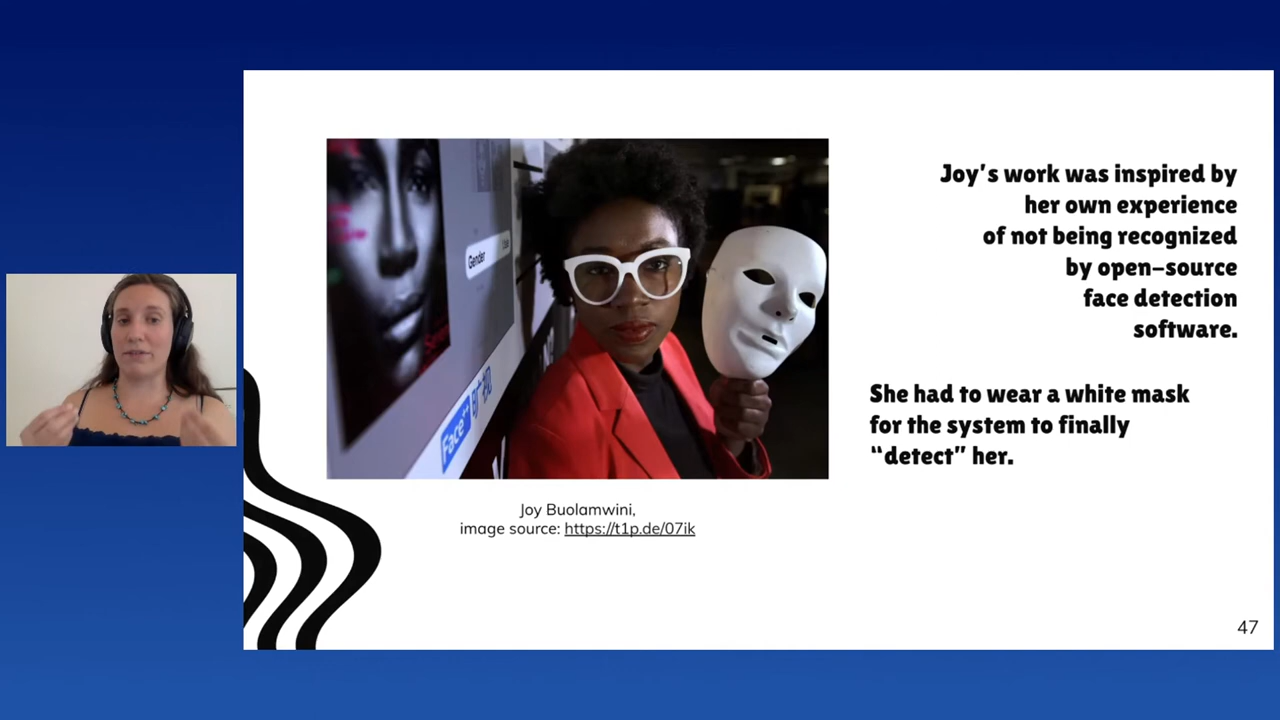 Joy’s work was inspired by
her own experience
of not being recognized
by open-source
face detection
software.
She had to wear a white mask
for the system to finally
“detect” her.
Gender
Face++
Joy Buolamwini,
image source: https://t1p.de/07ik
47